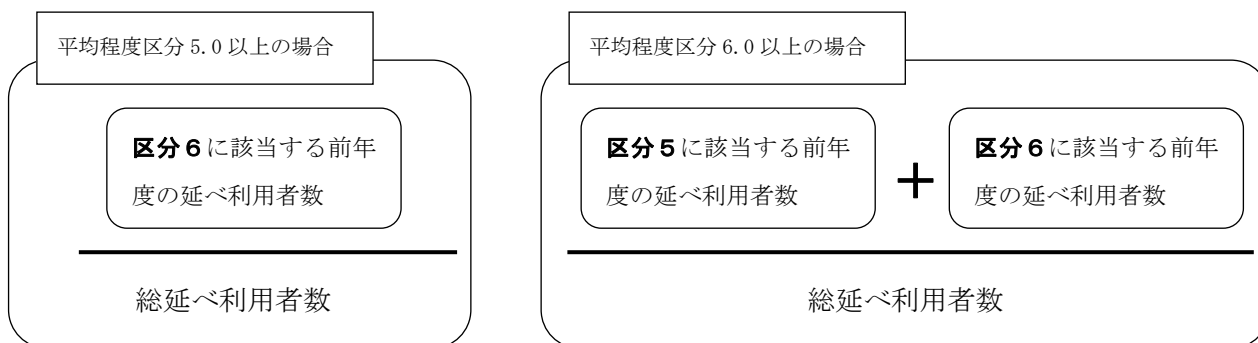 平均程度区分 5.0 以上の場合
区分６に該当する前年
度の延べ利用者数
総延べ利用者数
平均程度区分 6.0 以上の場合
区分５に該当する前年
度の延べ利用者数
＋
区分６に該当する前年
度の延べ利用者数
総延べ利用者数